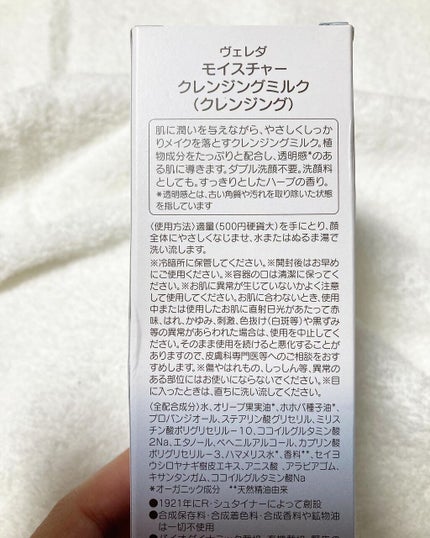 ヴェレダ
モイスチャー
クレンジングミルク
(クレンジング)
肌に潤いを与えながら、やさしくしっか
りメイクを落とすクレンジングミルク。植
物成分をたっぷりと配合し、透明感*のあ
る肌に導きます。ダブル洗顔不要。洗顔料
としても。すっきりとしたハーブの香り。
*透明感とは、古い角質や汚れを取り除いた状態
を指しています
〈使用方法〉適量(500円硬貨大)を手にとり、顔
全体にやさしくなじませ、水またはぬるま湯で
洗い流します。
※冷暗所に保管してください。※開封後はお早め
にご使用ください。※容器の口は清潔に保ってく
ださい。※お肌に異常が生じていないかよく注意
して使用してください。お肌に合わないとき、使用
中または使用したお肌に直射日光があたって赤
味、はれ、かゆみ、刺激、色抜け(白斑等)や黒ずみ
等の異常があらわれた場合は、使用を中止してく
ださい。そのまま使用を続けると悪化することが
ありますので、皮膚科専門医等へのご相談をおす
すめします。※傷やはれもの、しっしん等、異常の
ある部位にはお使いにならないでください。※目
に入ったときは、直ちに洗い流してください。
〈全配合成分〉水、オリーブ果実油*、ホホバ種子油*、
プロパンジオール、ステアリン酸グリセリル、ミリス
チン酸ポリグリセリル-10、ココイルグルタミン酸
2Na、エタノール、ベヘニルアルコール、カプリン酸
ポリグリセリル-3、ハマメリス水*、香料**、セイヨ
ウシロヤナギ樹皮エキス、アニス酸、アラビアゴム、
キサンタンガム、ココイルグルタミン酸Na
*オーガニック成分 **天然精油由来
●1921年にR・シュタイナーによって創設
●合成保存料・合成着色料・合成香料や鉱物油
は一切不使用